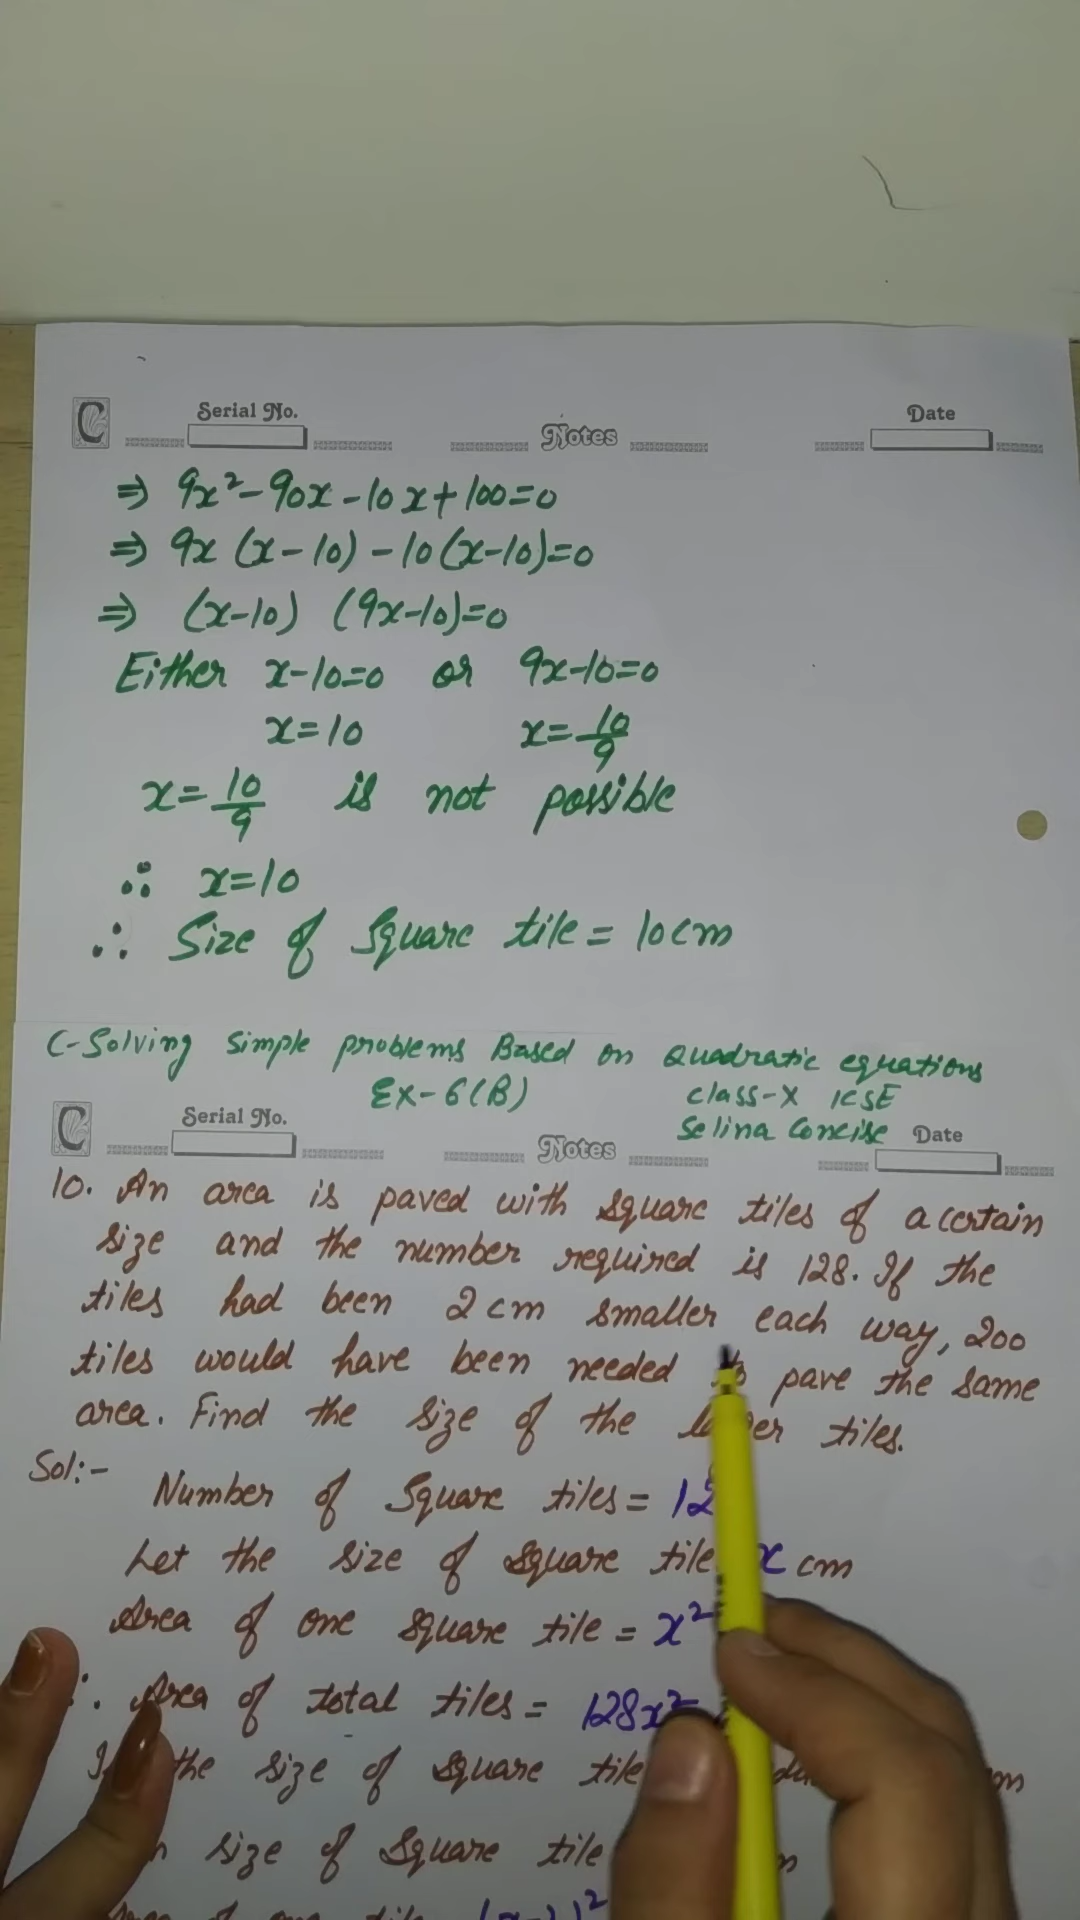 C
Serial No.
Notes
Date
⇒ 9x²-90x-10x+100=0
⇒ 9x (x-10) -10(x-10)=0
⇒ (x-10) (9x-10)=0
Either x-10=0 or 9x-10=0
x=10 x=10/9
x=10/9 is not possible
∴ x=10
∴ Size of square tile = 10cm
C-Solving simple problems Based on Quadratic equations
Ex-6(B) class-X ICSE
Selina Concise
C
Serial No.
Notes
Date
10. An area is paved with square tiles of a certain
size and the number required is 128. If the
tiles had been 2 cm smaller each way, 200
tiles would have been needed to pave the same
area. Find the size of the tiles.
Sol:-
Number of square tiles =
Let the size of square x cm
Area of one square tile = x²
∴ Area of total tiles = 128x²
the size of square
size of square tile